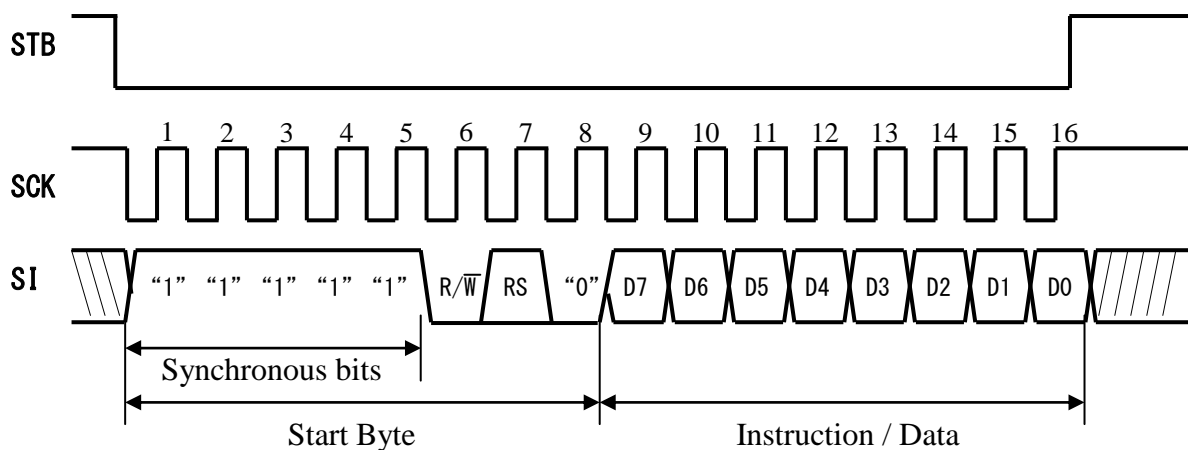 STB
1 2 3 4 5 6 7 8 9 10 11 12 13 14 15 16
SCK
SI
“1” “1” “1” “1” “1” R/W̅ RS “0” D7 D6 D5 D4 D3 D2 D1 D0
Synchronous bits
Start Byte
Instruction / Data